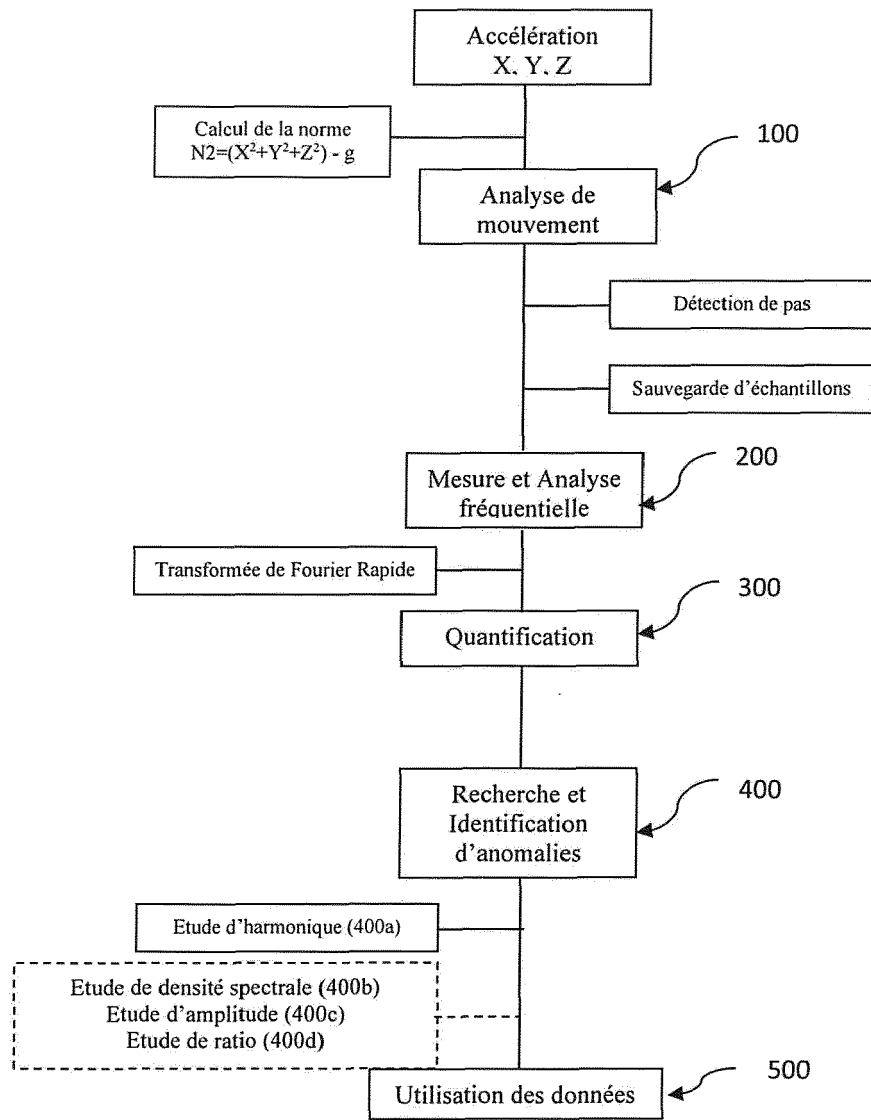 Accélération
X, Y, Z
Calcul de la norme
N2=(X²+Y²+Z²) - g
100
Analyse de
mouvement
Détection de pas
Sauvegarde d'échantillons
200
Mesure et Analyse
fréquentielle
Transformée de Fourier Rapide
300
Quantification
400
Recherche et
Identification
d'anomalies
Etude d'harmonique (400a)
Etude de densité spectrale (400b)
Etude d'amplitude (400c)
Etude de ratio (400d)
500
Utilisation des données